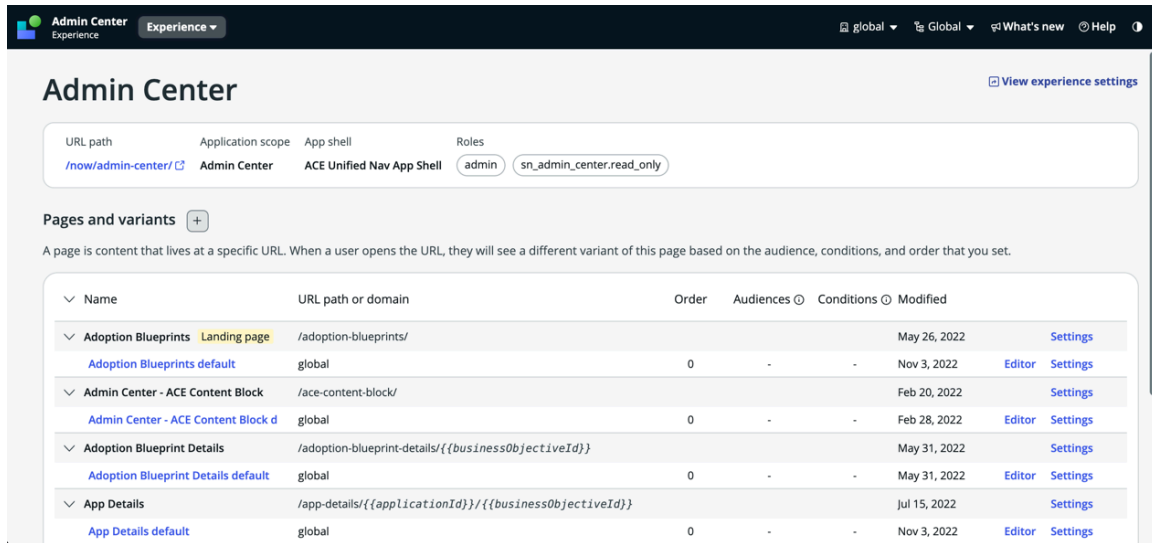 Admin Center
Experience
Experience
global
Global
What's new
Help
Admin Center
View experience settings
URL path Application scope App shell Roles
/now/admin-center/ Admin Center ACE Unified Nav App Shell admin sn_admin_center.read_only
Pages and variants +
A page is content that lives at a specific URL. When a user opens the URL, they will see a different variant of this page based on the audience, conditions, and order that you set.
Name URL path or domain Order Audiences Conditions Modified
Adoption Blueprints Landing page /adoption-blueprints/ May 26, 2022 Settings
Adoption Blueprints default global 0 - - Nov 3, 2022 Editor Settings
Admin Center - ACE Content Block /ace-content-block/ Feb 20, 2022 Settings
Admin Center - ACE Content Block d global 0 - - Feb 28, 2022 Editor Settings
Adoption Blueprint Details /adoption-blueprint-details/{{businessObjectiveId}} May 31, 2022 Settings
Adoption Blueprint Details default global 0 - - May 31, 2022 Editor Settings
App Details /app-details/{{applicationId}}/{{businessObjectiveId}} Jul 15, 2022 Settings
App Details default global 0 - - Nov 3, 2022 Editor Settings